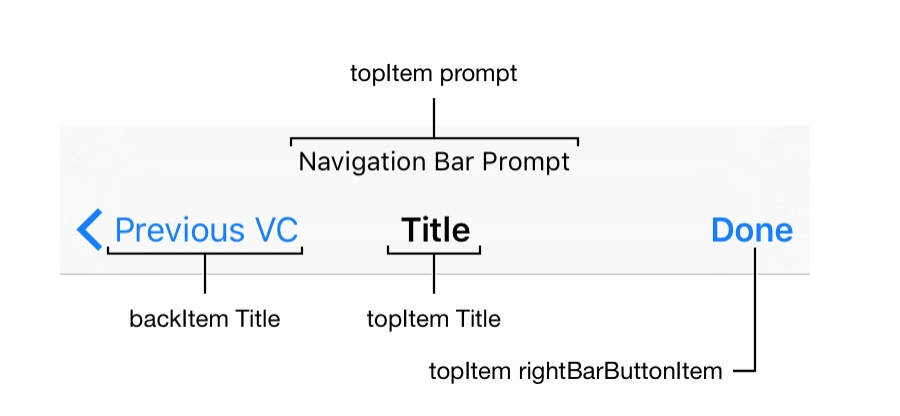 topItem prompt
Navigation Bar Prompt
Previous VC
Title
Done
backItem Title
topItem Title
topItem rightBarButtonItem